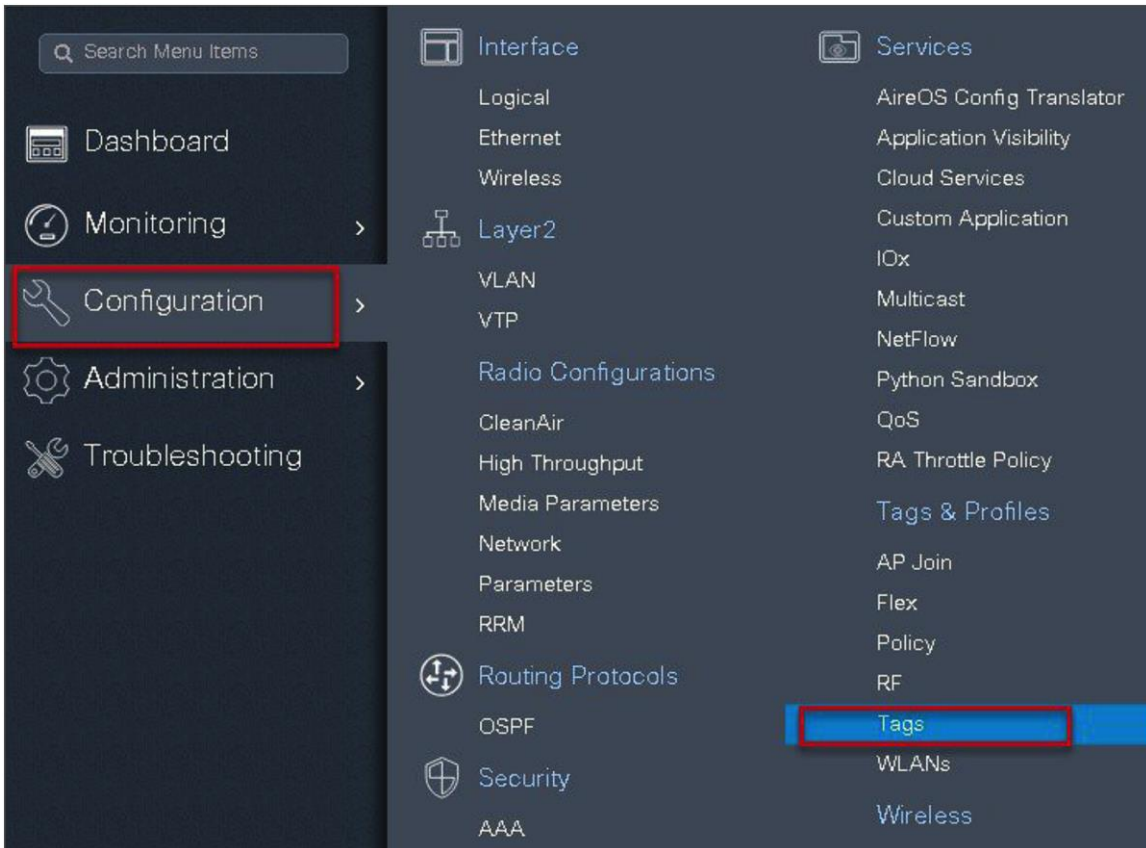 Search Menu Items
Dashboard
Monitoring
Configuration
Administration
Troubleshooting
Interface
Logical
Ethernet
Wireless
Layer2
VLAN
VTP
Radio Configurations
CleanAir
High Throughput
Media Parameters
Network
Parameters
RRM
Routing Protocols
OSPF
Security
AAA
Services
AireOS Config Translator
Application Visibility
Cloud Services
Custom Application
IOx
Multicast
NetFlow
Python Sandbox
QoS
RA Throttle Policy
Tags & Profiles
AP Join
Flex
Policy
RF
Tags
WLANs
Wireless